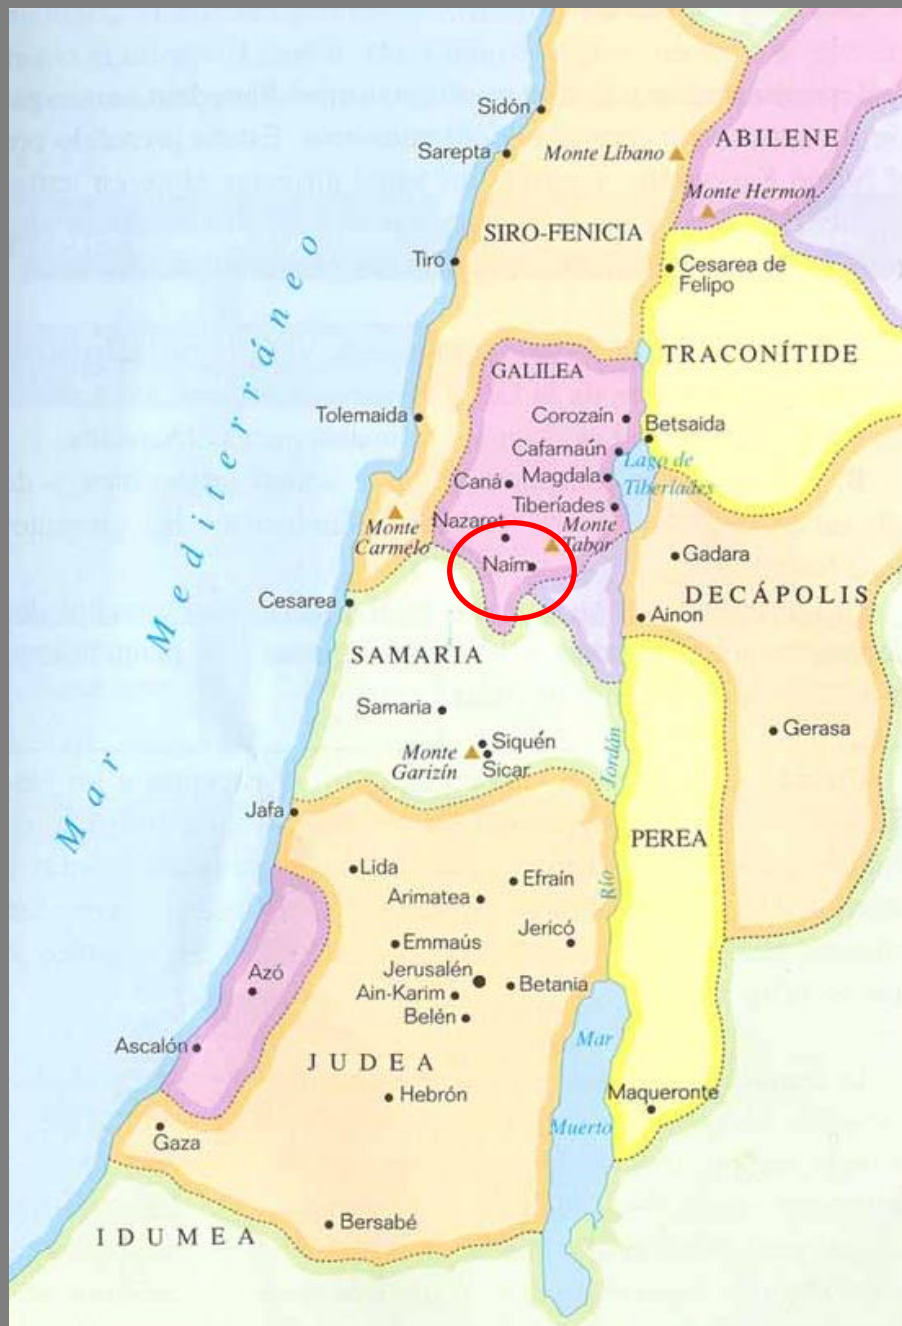 Sidón
Sarepta
Monte Líbano
ABILENE
Monte Hermon
SIRO-FENICIA
Tiro
Cesarea de
Felipo
TRACONÍTIDE
GALILEA
Tolemaida
Corozaín
Betsaida
Cafarnaún
Lago de
Tiberíades
Caná
Magdala
Tiberíades
Nazaret
Monte
Tabor
Monte
Carmelo
Naim
Gadara
DECÁPOLIS
Cesarea
Ainon
Mar Mediterráneo
SAMARIA
Samaria
Siquén
Monte
Garizín
Sicar
Gerasa
Río Jordán
Jafa
PEREA
Lida
Efraín
Arimatea
Jericó
Emmaús
Jerusalén
Azó
Ain-Karim
Betania
Belén
Ascalón
Mar
Muerto
JUDEA
Hebrón
Maqueronte
Gaza
Bersabé
IDUMEA